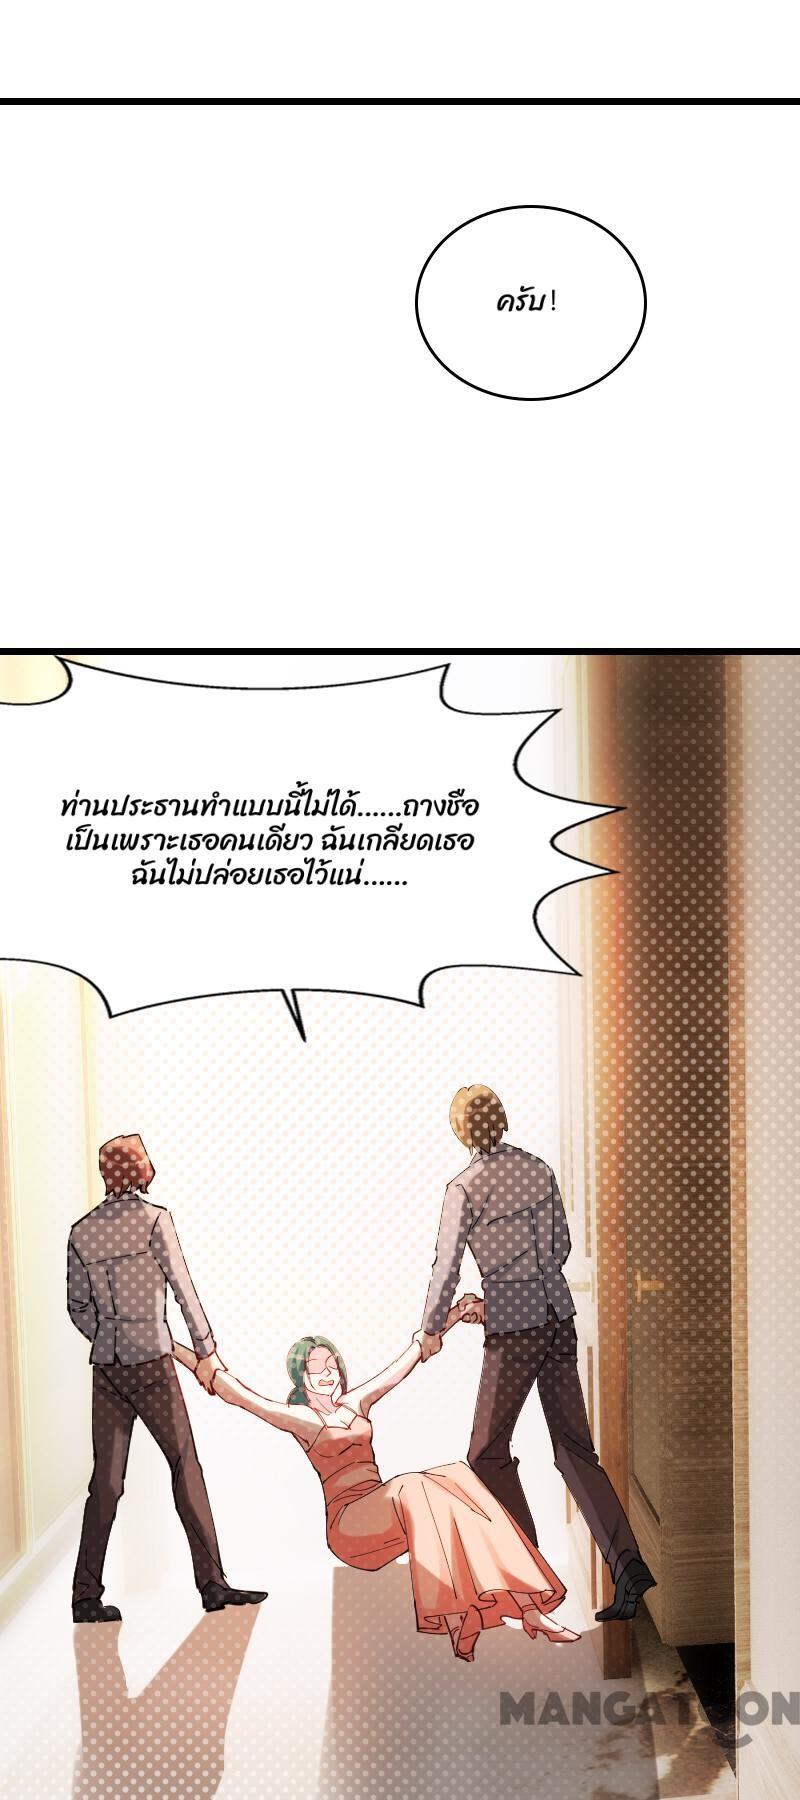 ครับ!
ท่านประธานทำแบบนี้ไม่ได้......ถางซือ
เป็นเพราะเธอคนเดียว ฉันเกลียดเธอ
ฉันไม่ปล่อยเธอไว้แน่......
MANGATOON